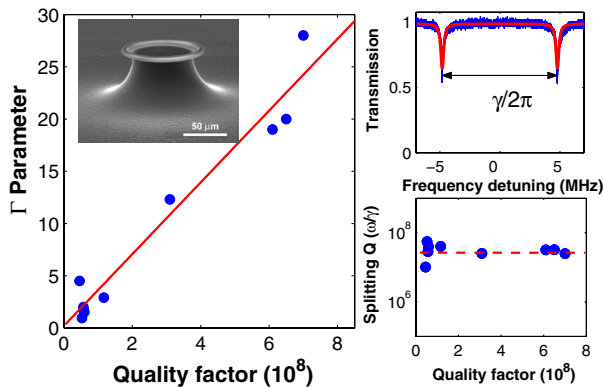 30
25
20
15
10
5
0
Γ Parameter
50 μm
0 2 4 6 8
Quality factor (10⁸)
1
0.5
0
Transmission
γ/2π
−5 0 5
Frequency detuning (MHz)
10⁸
10⁶
Splitting Q (ω/γ)
0 2 4 6 8
Quality factor (10⁸)